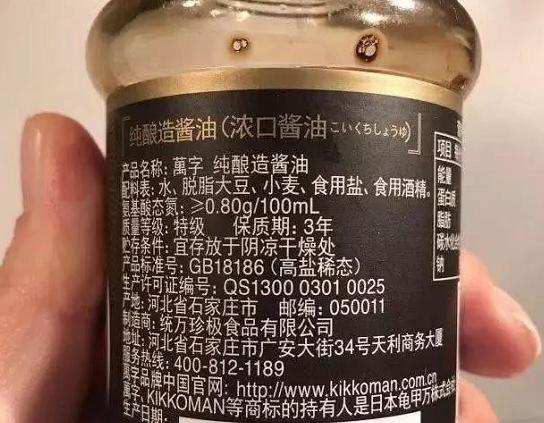 纯酿造酱油(浓口酱油こいくちしょうゆ)
产品名称: 萬字 纯酿造酱油
配料表: 水、脱脂大豆、小麦、食用盐、食用酒精。
氨基酸态氮: ≥0.80g/100mL
质量等级: 特级 保质期: 3年
贮存条件: 宜存放于阴凉干燥处
产品标准号: GB18186 (高盐稀态)
生产许可证编号: QS1300 0301 0025
产地: 河北省石家庄市 邮编: 050011
制造商: 统万珍极食品有限公司
址: 河北省石家庄市广安大街34号天利商务大厦
服务热线: 400-812-1189
萬字品牌中国官网: http://www.kikkoman.com.cn
萬字、KIKKOMAN等商标的持有人是日本龟甲万株式会
生产日期:
项目
能量
蛋白质
脂肪
碳水化合
钠